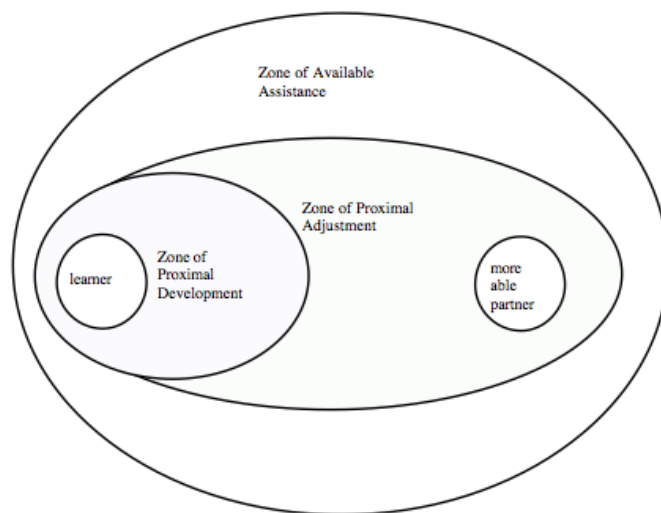 Zone of Available
Assistance
Zone of Proximal
Adjustment
Zone of
Proximal
Development
learner
more
able
partner